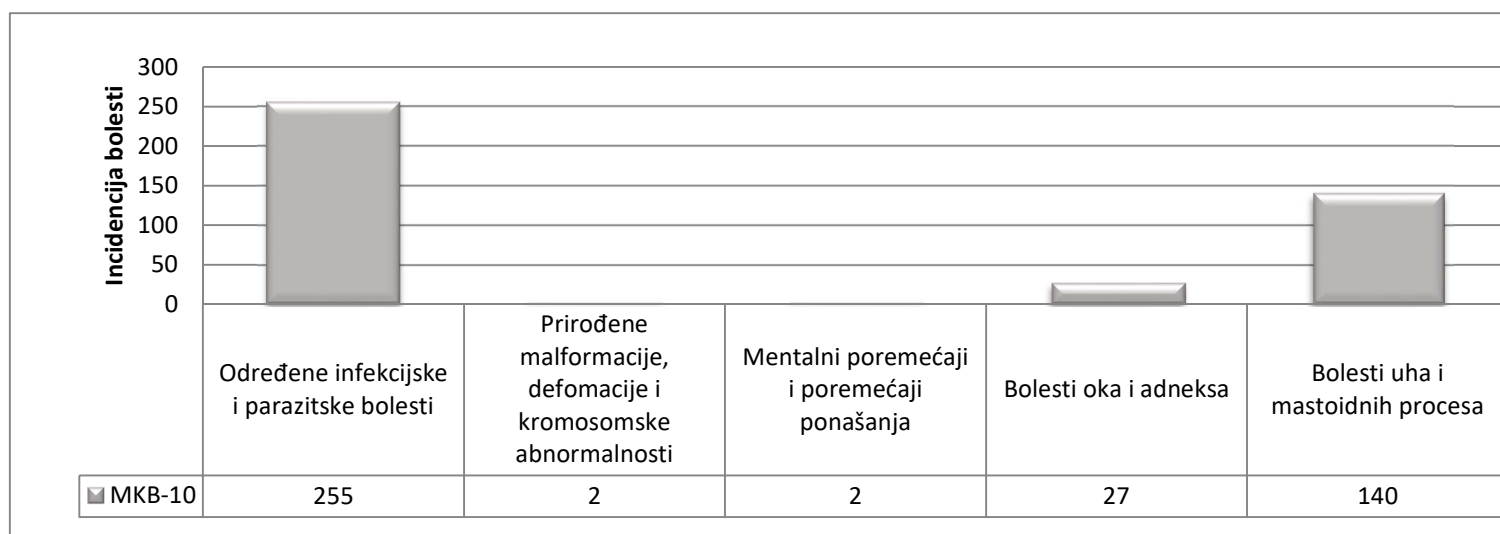 Incidencija bolesti
300
250
200
150
100
50
0
Određene infekcijske
i parazitske bolesti
Prirođene
malformacije,
defomacije i
kromosomske
abnormalnosti
Mentalni poremećaji
i poremećaji
ponašanja
Bolesti oka i adneksa
Bolesti uha i
mastoidnih procesa
MKB-10 255 2 2 27 140